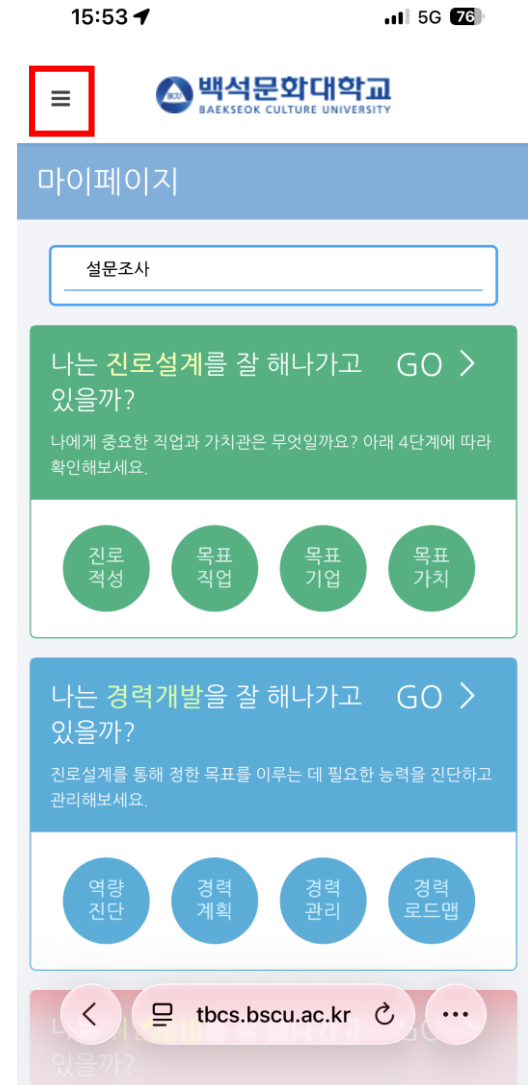 15:53
5G 76
BCU 백석문화대학교
BAEKSEOK CULTURE UNIVERSITY
마이페이지
설문조사
나는 진로설계를 잘 해나가고 GO
있을까?
나에게 중요한 직업과 가치관은 무엇일까요? 아래 4단계에 따라
확인해보세요.
진로 목표 목표 목표
적성 직업 기업 가치
나는 경력개발을 잘 해나가고 GO
있을까?
진로설계를 통해 정한 목표를 이루는 데 필요한 능력을 진단하고
관리해보세요.
역량 경력 경력 경력
진단 계획 관리 로드맵
tbcs.bscu.ac.kr
있을까?